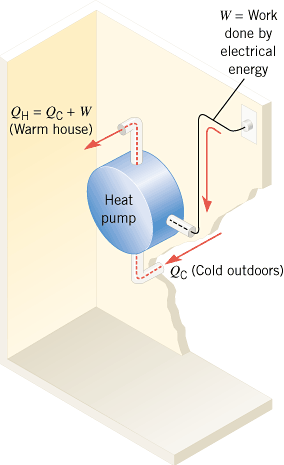 W = Work
done by
electrical
energy
Q_H = Q_C + W
(Warm house)
Heat
pump
Q_C (Cold outdoors)